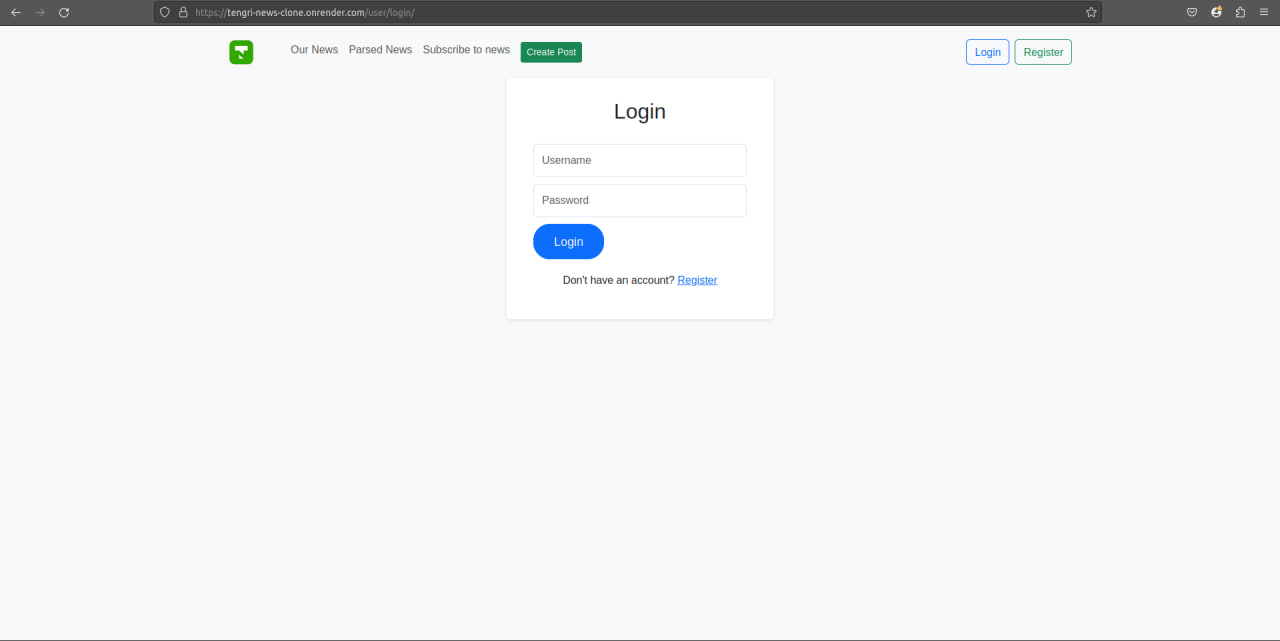 https://tengri-news-clone.onrender.com/user/login/
Our News Parsed News Subscribe to news Create Post Login Register
Login
Username
Password
Login
Don't have an account? Register